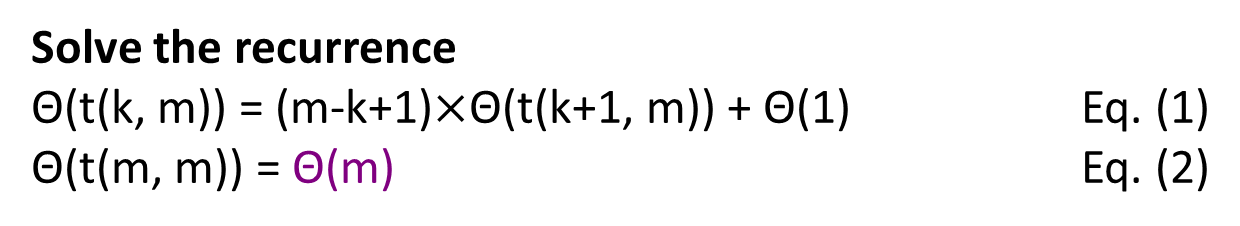 Solve the recurrence
Θ(t(k, m)) = (m-k+1)×Θ(t(k+1, m)) + Θ(1) Eq. (1)
Θ(t(m, m)) = Θ(m) Eq. (2)